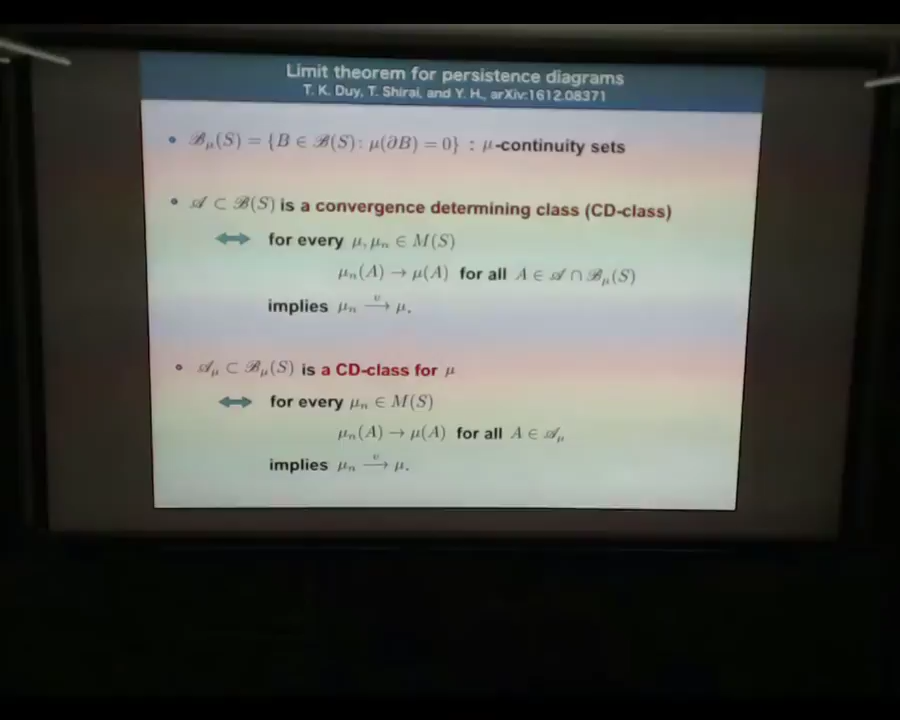 Limit theorem for persistence diagrams
T. K. Duy, T. Shirai, and Y. H., arXiv:1612.08371
• ℬ_μ(S) = {B ∈ ℬ(S): μ(∂B) = 0} : μ-continuity sets
• 𝒜 ⊂ ℬ(S) is a convergence determining class (CD-class)
⟺ for every μ, μ_n ∈ M(S)
μ_n(A) → μ(A) for all A ∈ 𝒜 ∩ ℬ_μ(S)
implies μ_n →^v μ.
• 𝒜_μ ⊂ ℬ_μ(S) is a CD-class for μ
⟺ for every μ_n ∈ M(S)
μ_n(A) → μ(A) for all A ∈ 𝒜_μ
implies μ_n →^v μ.